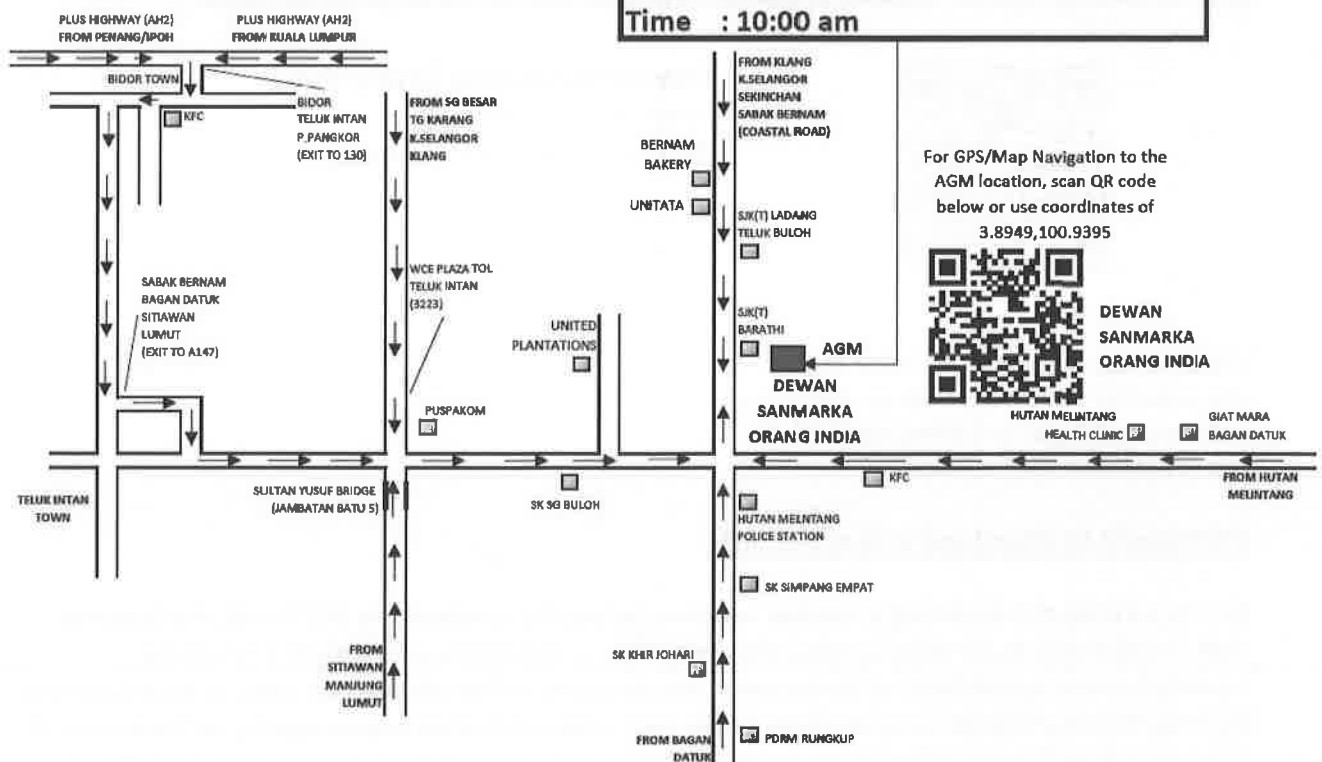 Time : 10:00 am
PLUS HIGHWAY (AH2)
FROM PENANG/IPOH
PLUS HIGHWAY (AH2)
FROM KUALA LUMPUR
BIDOR TOWN
KFC
BIDOR
TELUK INTAN
P.PANGKOR
(EXIT TO 130)
FROM SG BESAR
TG KARANG
K.SELANGOR
KLANG
FROM KLANG
K.SELANGOR
SEKINCHAN
SABAK BERNAM
(COASTAL ROAD)
BERNAM
BAKERY
UNITATA
SJK(T) LADANG
TELUK BULOH
For GPS/Map Navigation to the
AGM location, scan QR code
below or use coordinates of
3.8949,100.9395
DEWAN
SANMARKA
ORANG INDIA
SABAK BERNAM
BAGAN DATUK
SITIAWAN
LUMUT
(EXIT TO A147)
WCE PLAZA TOL
TELUK INTAN
(3223)
UNITED
PLANTATIONS
SJK(T)
BARATHI
AGM
DEWAN
SANMARKA
ORANG INDIA
PUSPAKOM
HUTAN MELINTANG
HEALTH CLINIC
GIAT MARA
BAGAN DATUK
TELUK INTAN
TOWN
SULTAN YUSUF BRIDGE
(JAMBATAN BATU 5)
SK SG BULOH
KFC
FROM HUTAN
MELINTANG
HUTAN MELINTANG
POLICE STATION
SK SIMPANG EMPAT
FROM
SITIAWAN
MANJUNG
LUMUT
SK KHIR JOHARI
FROM BAGAN
DATUK
PDRM RUNGKUP